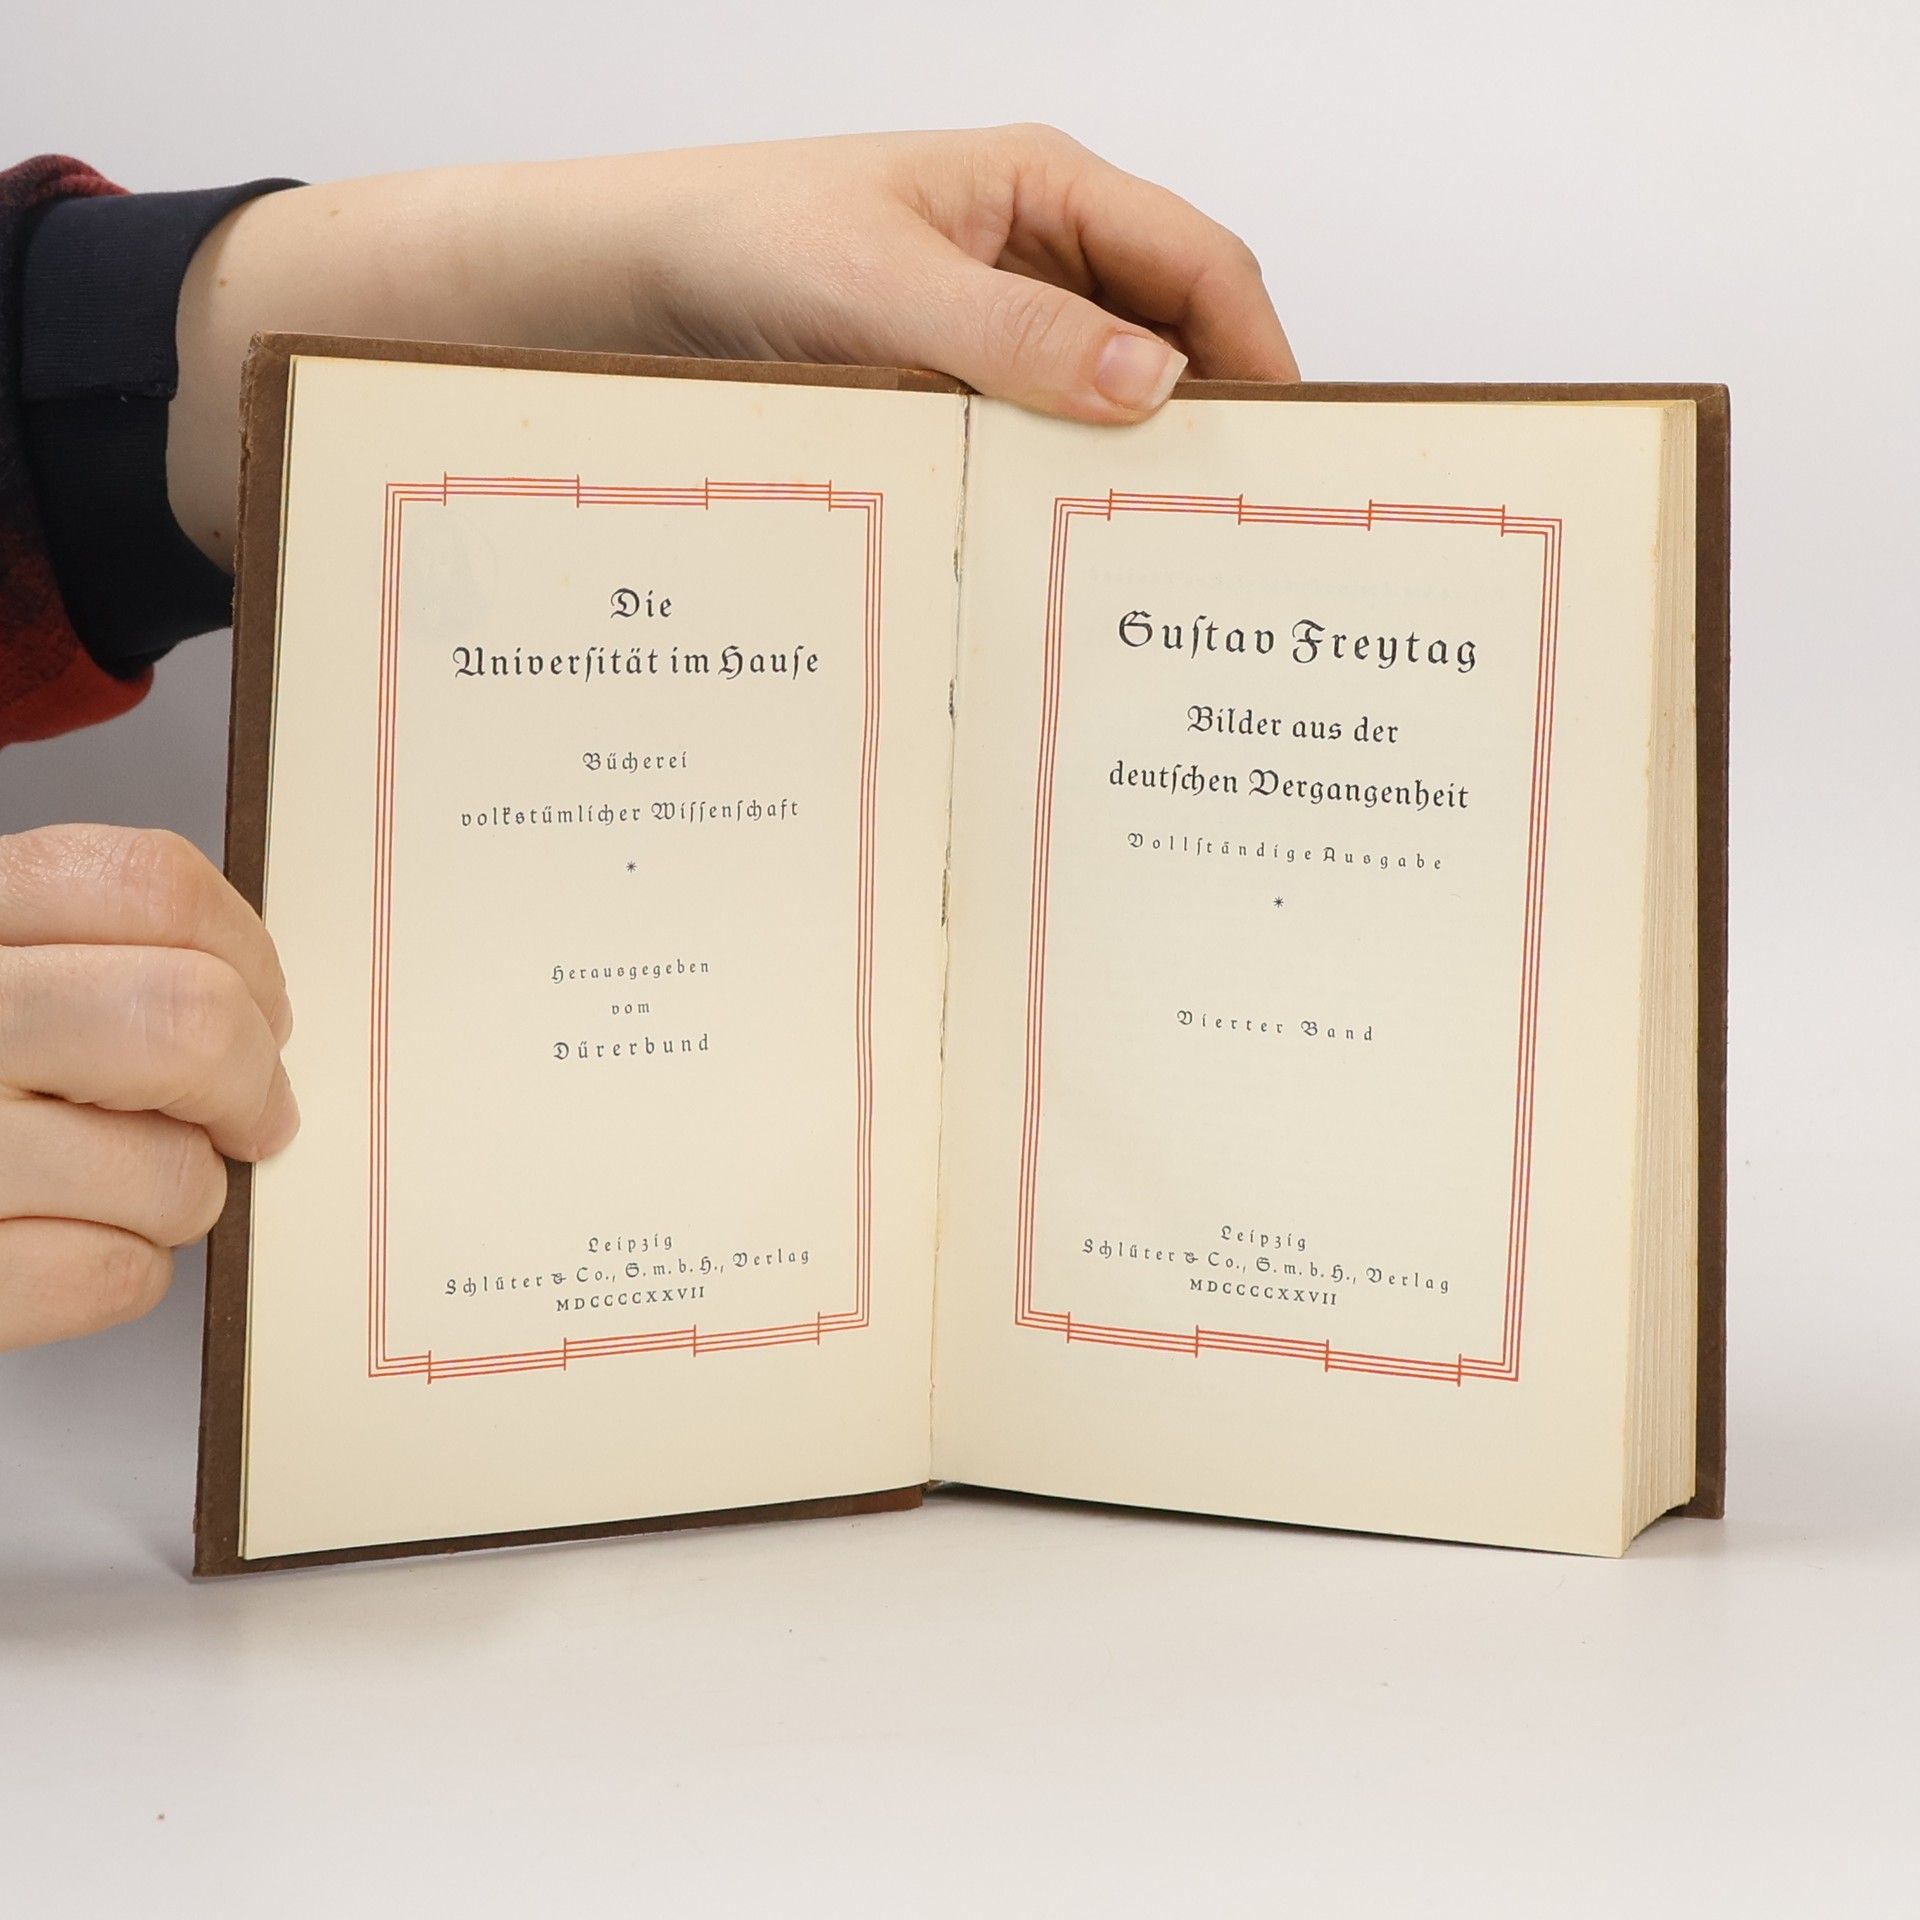 Die
Univerſität im Hauſe
Bücherei
volkstümlicher Wiſſenſchaft
*
Herausgegeben
vom
Dürerbund
Leipzig
Schlüter & Co., G.m.b.H., Verlag
MDCCCCXXVII
Guſtav Freytag
Bilder aus der
deutſchen Vergangenheit
Vollſtändige Ausgabe
*
Vierter Band
Leipzig
Schlüter & Co., G.m.b.H., Verlag
MDCCCCXXVII